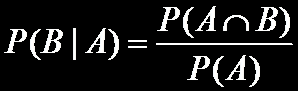 P(B | A) = P(A ∩ B) / P(A)